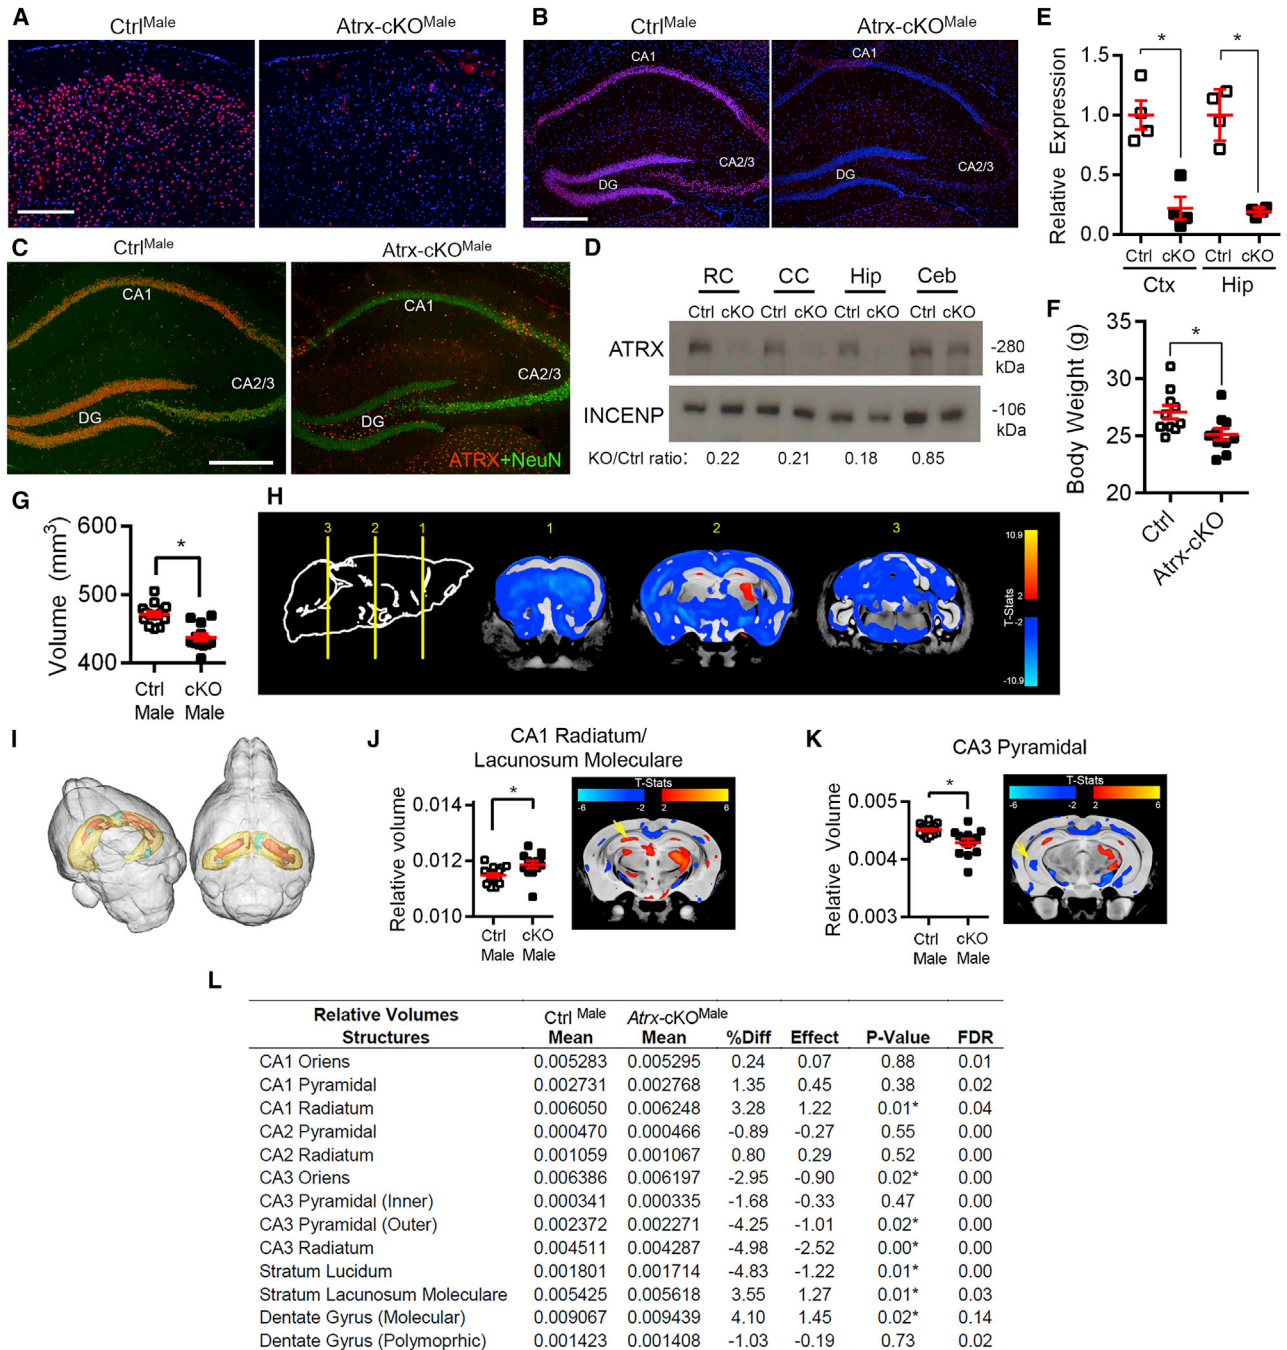 A
Ctrl^Male
Atrx-cKO^Male
B
Ctrl^Male
Atrx-cKO^Male
CA1
CA2/3
DG
CA1
CA2/3
DG
C
Ctrl^Male
Atrx-cKO^Male
CA1
CA2/3
DG
CA1
CA2/3
DG
ATRX+NeuN
D
RC CC Hip Ceb
Ctrl cKO Ctrl cKO Ctrl cKO Ctrl cKO
ATRX
-280
kDa
INCENP
-106
kDa
KO/Ctrl ratio: 0.22 0.21 0.18 0.85
E
Relative Expression
1.5
1.0
0.5
0.0
*
*
Ctrl cKO Ctrl cKO
Ctx Hip
F
Body Weight (g)
35
30
25
20
*
Ctrl
Atrx-cKO
G
Volume (mm³)
600
500
400
*
Ctrl
Male
cKO
Male
H
3 2 1
1
2
3
10.9
2
-2
-10.9
T-Stats
I
J
CA1 Radiatum/
Lacunosum Moleculare
Relative volume
0.014
0.012
0.010
*
Ctrl
Male
cKO
Male
T-Stats
-6 -2 2 6
K
CA3 Pyramidal
Relative Volume
0.005
0.004
0.003
*
Ctrl
Male
cKO
Male
T-Stats
-6 -2 2 6
L
Relative Volumes Structures Ctrl ^Male Mean Atrx-cKO^Male Mean %Diff Effect P-Value FDR
CA1 Oriens 0.005283 0.005295 0.24 0.07 0.88 0.01
CA1 Pyramidal 0.002731 0.002768 1.35 0.45 0.38 0.02
CA1 Radiatum 0.006050 0.006248 3.28 1.22 0.01* 0.04
CA2 Pyramidal 0.000470 0.000466 -0.89 -0.27 0.55 0.00
CA2 Radiatum 0.001059 0.001067 0.80 0.29 0.52 0.00
CA3 Oriens 0.006386 0.006197 -2.95 -0.90 0.02* 0.00
CA3 Pyramidal (Inner) 0.000341 0.000335 -1.68 -0.33 0.47 0.00
CA3 Pyramidal (Outer) 0.002372 0.002271 -4.25 -1.01 0.02* 0.00
CA3 Radiatum 0.004511 0.004287 -4.98 -2.52 0.00* 0.00
Stratum Lucidum 0.001801 0.001714 -4.83 -1.22 0.01* 0.00
Stratum Lacunosum Moleculare 0.005425 0.005618 3.55 1.27 0.01* 0.03
Dentate Gyrus (Molecular) 0.009067 0.009439 4.10 1.45 0.02* 0.14
Dentate Gyrus (Polymoprhic) 0.001423 0.001408 -1.03 -0.19 0.73 0.02